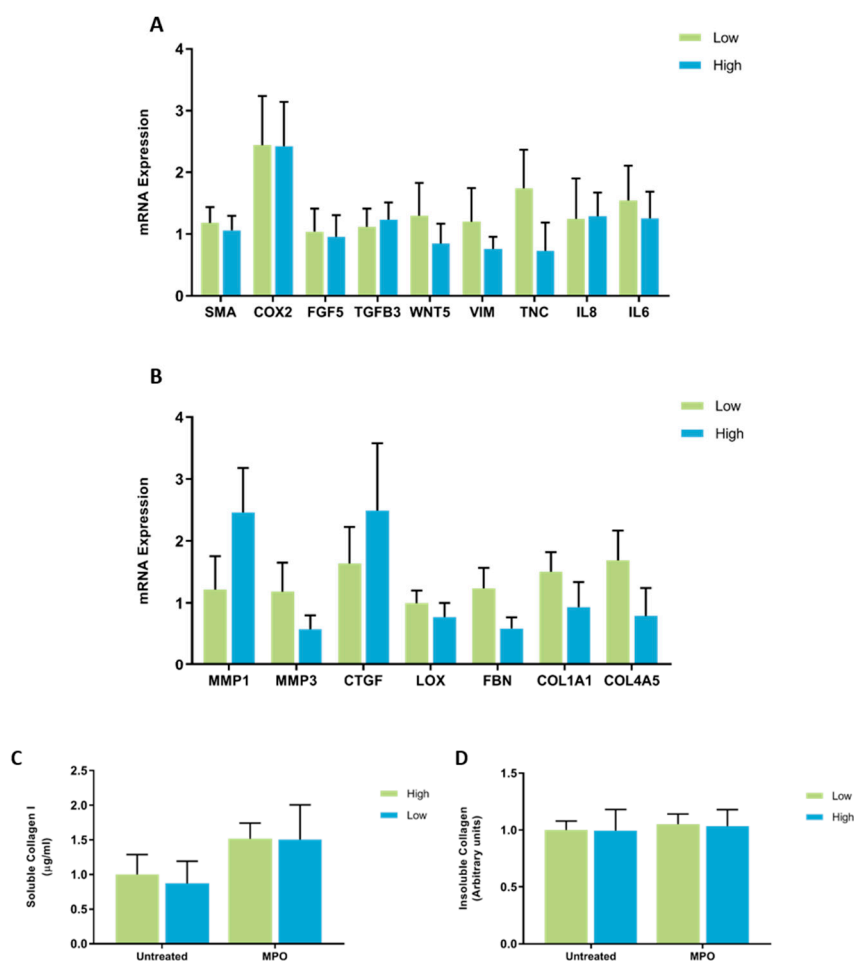 A
Low
High
4
3
2
1
0
mRNA Expression
SMA COX2 FGF5 TGFB3 WNT5 VIM TNC IL8 IL6
B
Low
High
4
3
2
1
0
mRNA Expression
MMP1 MMP3 CTGF LOX FBN COL1A1 COL4A5
C
High
Low
2.5
2.0
1.5
1.0
0.5
0.0
Soluble Collagen I
(μg/ml)
Untreated MPO
D
Low
High
1.5
1.0
0.5
0.0
Insoluble Collagen
(Arbitrary units)
Untreated MPO